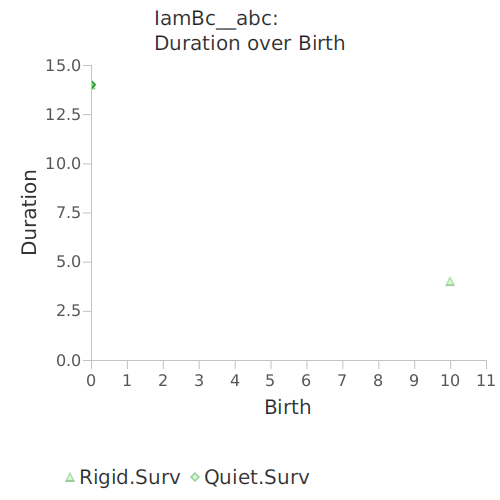 IamBc__abc:
Duration over Birth
15.0
12.5
10.0
7.5
5.0
2.5
0.0
Duration
0 1 2 3 4 5 6 7 8 9 10 11
Birth
Rigid.Surv Quiet.Surv